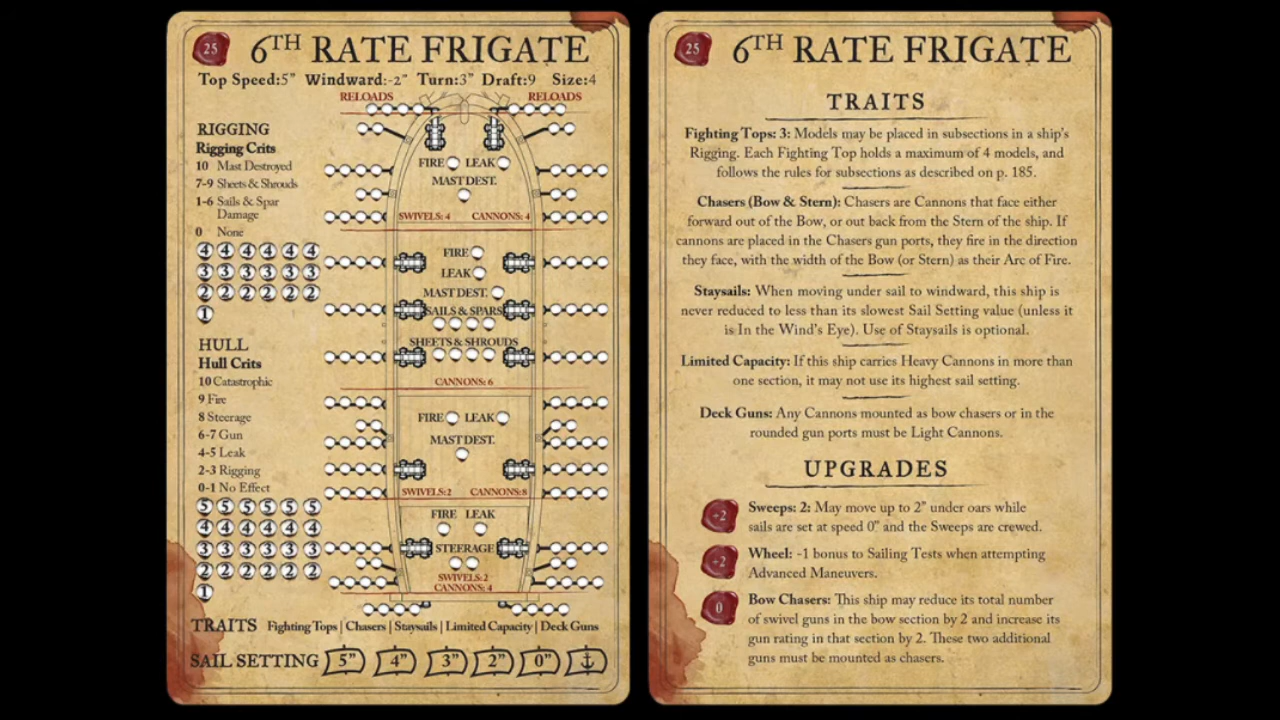 25
6TH RATE FRIGATE
Top Speed:5" Windward:-2" Turn:3" Draft:9 Size:4
RELOADS RELOADS
RIGGING
Rigging Crits
10 Mast Destroyed
7-9 Sheets & Shrouds
1-6 Sails & Spar
Damage
0 None
4 4 4 4 4 4
3 3 3 3 3 3
2 2 2 2 2 2
1
HULL
Hull Crits
10 Catastrophic
9 Fire
8 Steerage
6-7 Gun
4-5 Leak
2-3 Rigging
0-1 No Effect
5 5 5 5 5 5
4 4 4 4 4 4
3 3 3 3 3 3
2 2 2 2 2 2
1
FIRE LEAK
MAST DEST.
SWIVELS: 4 CANNONS: 4
FIRE
LEAK
MAST DEST.
SAILS & SPARS
SHEETS & SHROUDS
CANNONS: 6
FIRE LEAK
MAST DEST.
SWIVELS:2 CANNONS:8
FIRE LEAK
STEERAGE
SWIVELS:2
CANNONS: 4
TRAITS Fighting Tops | Chasers | Staysails | Limited Capacity | Deck Guns
SAIL SETTING 5" 4" 3" 2" 0"
25
6TH RATE FRIGATE
TRAITS
Fighting Tops: 3: Models may be placed in subsections in a ship's
Rigging. Each Fighting Top holds a maximum of 4 models, and
follows the rules for subsections as described on p. 185.
Chasers (Bow & Stern): Chasers are Cannons that face either
forward out of the Bow, or out back from the Stern of the ship. If
cannons are placed in the Chasers gun ports, they fire in the direction
they face, with the width of the Bow (or Stern) as their Arc of Fire.
Staysails: When moving under sail to windward, this ship is
never reduced to less than its slowest Sail Setting value (unless it
is In the Wind's Eye). Use of Staysails is optional.
Limited Capacity: If this ship carries Heavy Cannons in more than
one section, it may not use its highest sail setting.
Deck Guns: Any Cannons mounted as bow chasers or in the
rounded gun ports must be Light Cannons.
UPGRADES
+2
Sweeps: 2: May move up to 2" under oars while
sails are set at speed 0" and the Sweeps are crewed.
+2
Wheel: -1 bonus to Sailing Tests when attempting
Advanced Maneuvers.
0
Bow Chasers: This ship may reduce its total number
of swivel guns in the bow section by 2 and increase its
gun rating in that section by 2. These two additional
guns must be mounted as chasers.